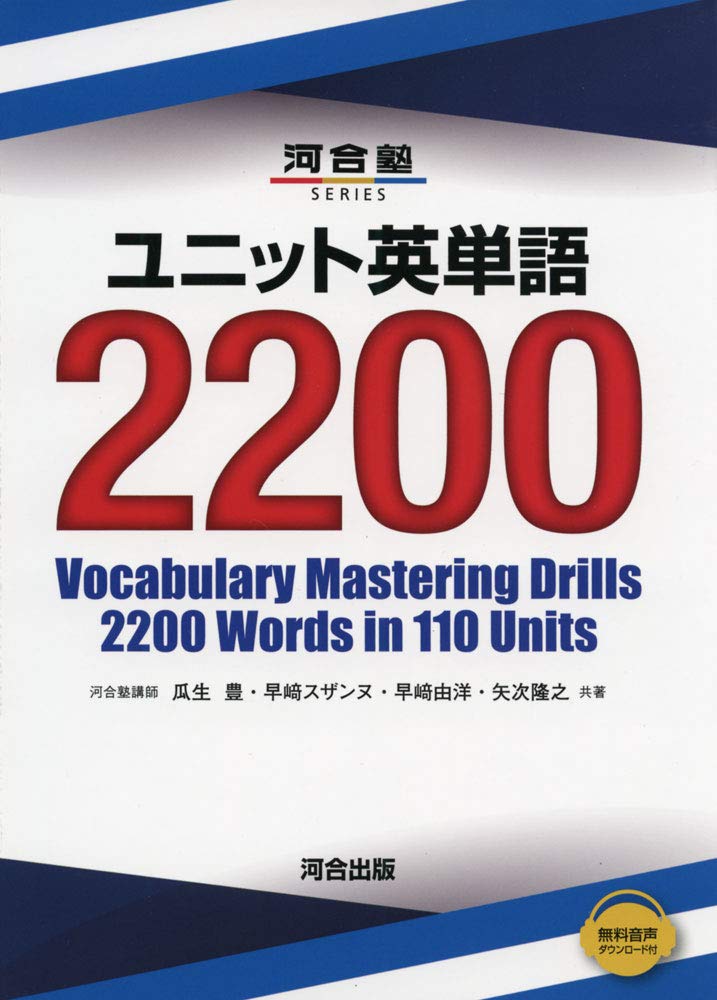 河合塾
SERIES
ユニット英単語
2200
Vocabulary Mastering Drills
2200 Words in 110 Units
河合塾講師 瓜生 豊・早﨑スザンヌ・早﨑由洋・矢次隆之 共著
河合出版
無料音声
ダウンロード付